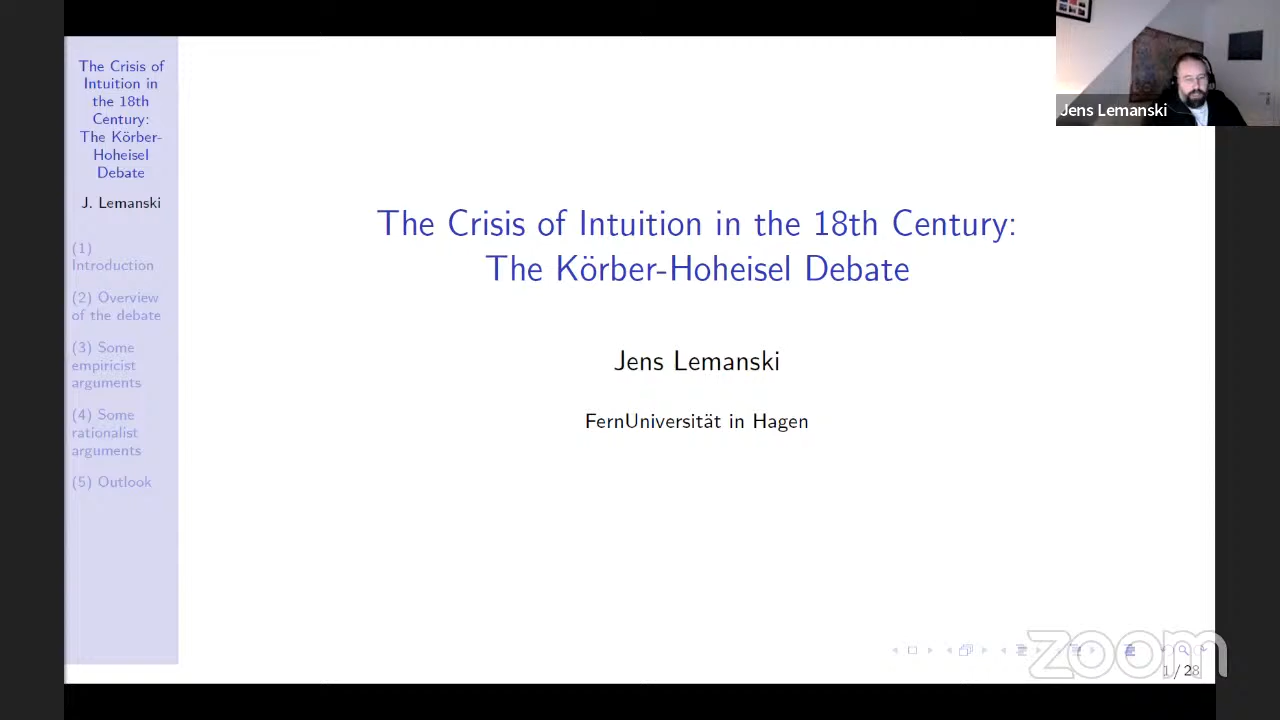 The Crisis of
Intuition in
the 18th
Century:
The Körber-
Hoheisel
Debate
J. Lemanski
(1)
Introduction
(2) Overview
of the debate
(3) Some
empiricist
arguments
(4) Some
rationalist
arguments
(5) Outlook
The Crisis of Intuition in the 18th Century:
The Körber-Hoheisel Debate
Jens Lemanski
FernUniversität in Hagen
Jens Lemanski
zoom
1 / 28